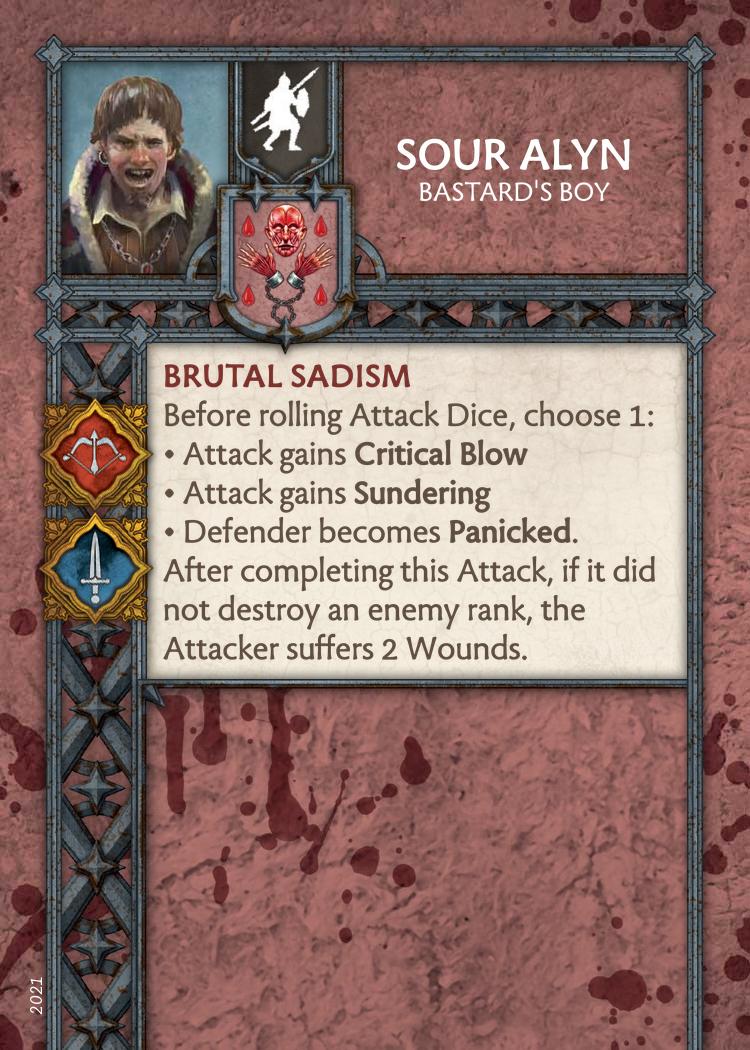 SOUR ALYN
BASTARD'S BOY
BRUTAL SADISM
Before rolling Attack Dice, choose 1:
• Attack gains Critical Blow
• Attack gains Sundering
• Defender becomes Panicked.
After completing this Attack, if it did
not destroy an enemy rank, the
Attacker suffers 2 Wounds.
2021